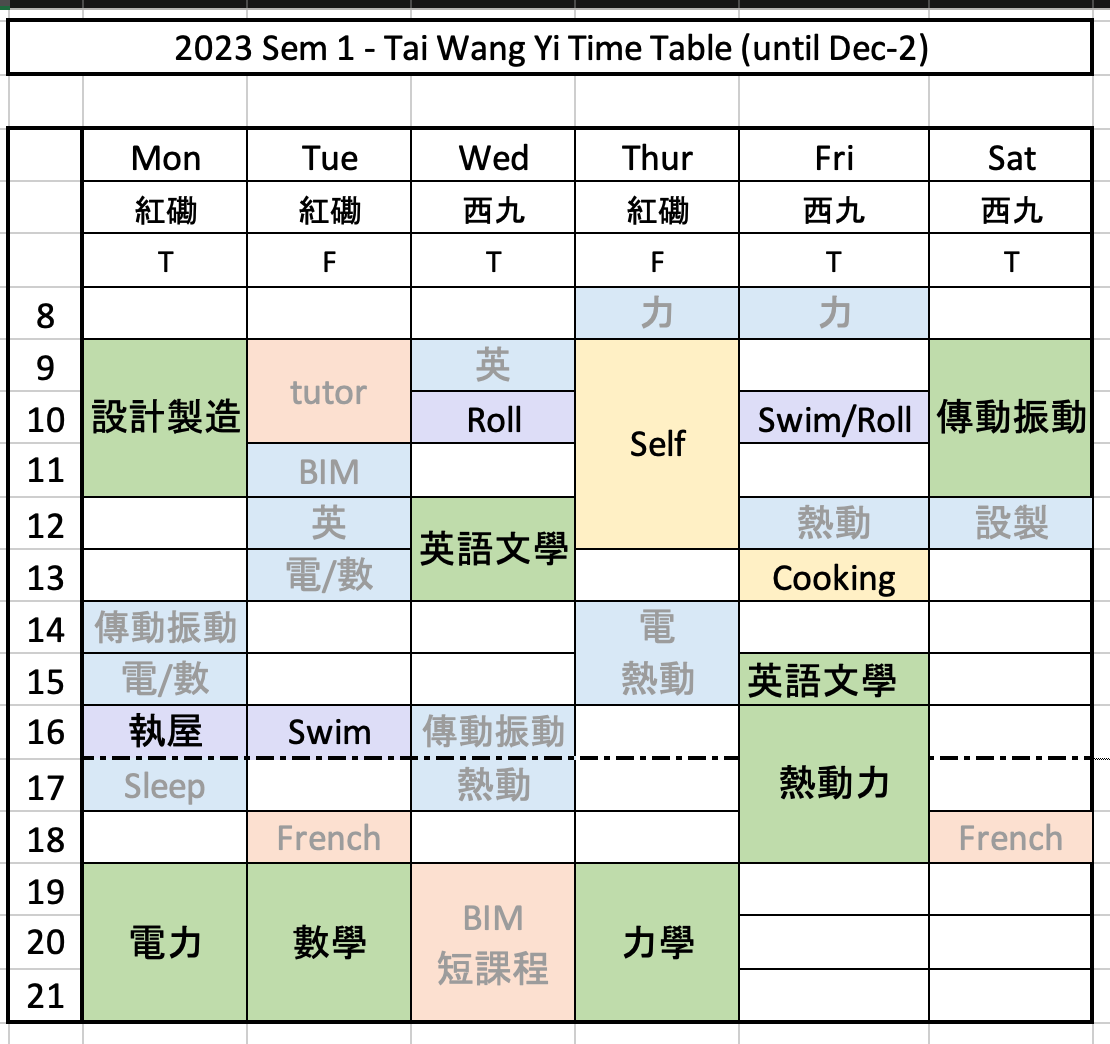 2023 Sem 1 - Tai Wang Yi Time Table (until Dec-2)
Mon Tue Wed Thur Fri Sat
紅磡 紅磡 西九 紅磡 西九 西九
T F T F T T
8 力 力
9 英
設計製造 tutor
10 Roll Self Swim/Roll 傳動振動
11 BIM
12 英 英語文學 熱動 設製
13 電/數 Cooking
14 傳動振動 電
15 電/數 熱動 英語文學
16 執屋 Swim 傳動振動
17 Sleep 熱動 熱動力
18 French French
19
BIM
20 電力 數學 力學
短課程
21